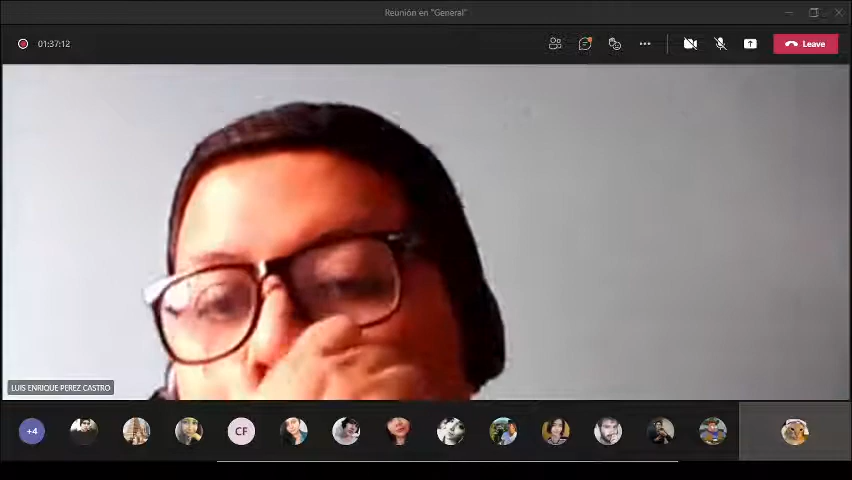 Reunión en "General"
01:37:12
Leave
LUIS ENRIQUE PEREZ CASTRO
+4
CF